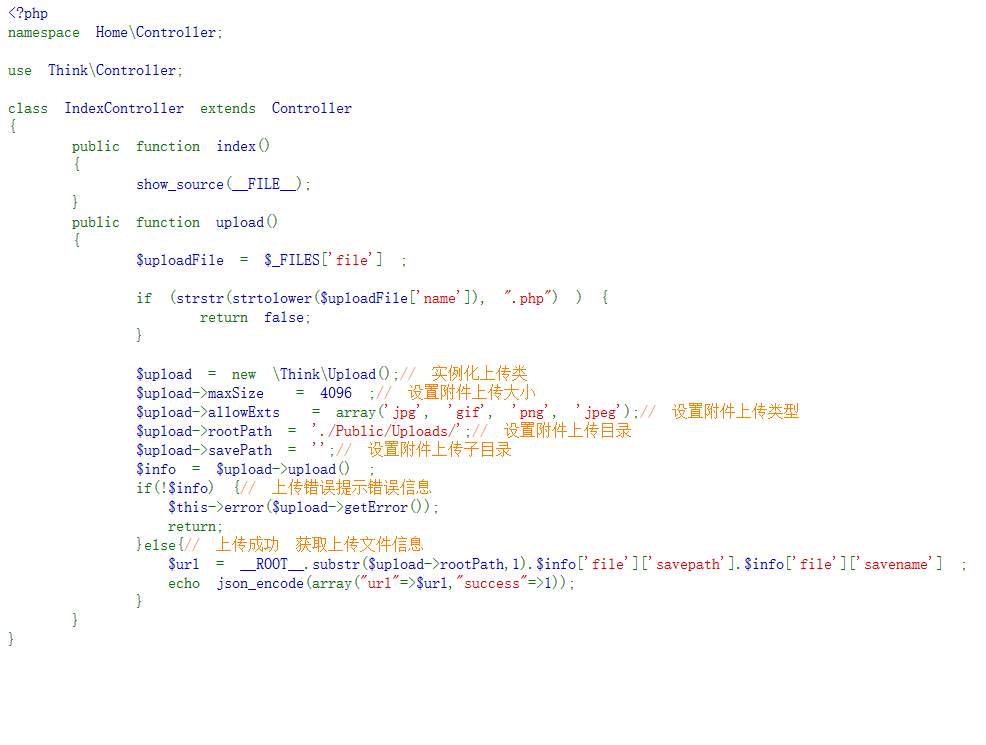 <?php
namespace Home\Controller;
use Think\Controller;
class IndexController extends Controller
{
public function index()
{
show_source(__FILE__);
}
public function upload()
{
$uploadFile = $_FILES['file'] ;
if (strstr(strtolower($uploadFile['name']), ".php") ) {
return false;
}
$upload = new \Think\Upload();// 实例化上传类
$upload->maxSize = 4096 ;// 设置附件上传大小
$upload->allowExts = array('jpg', 'gif', 'png', 'jpeg');// 设置附件上传类型
$upload->rootPath = './Public/Uploads/';// 设置附件上传目录
$upload->savePath = '';// 设置附件上传子目录
$info = $upload->upload() ;
if(!$info) {// 上传错误提示错误信息
$this->error($upload->getError());
return;
}else{// 上传成功 获取上传文件信息
$url = __ROOT__.substr($upload->rootPath,1).$info['file']['savepath'].$info['file']['savename'] ;
echo json_encode(array("url"=>$url,"success"=>1));
}
}
}